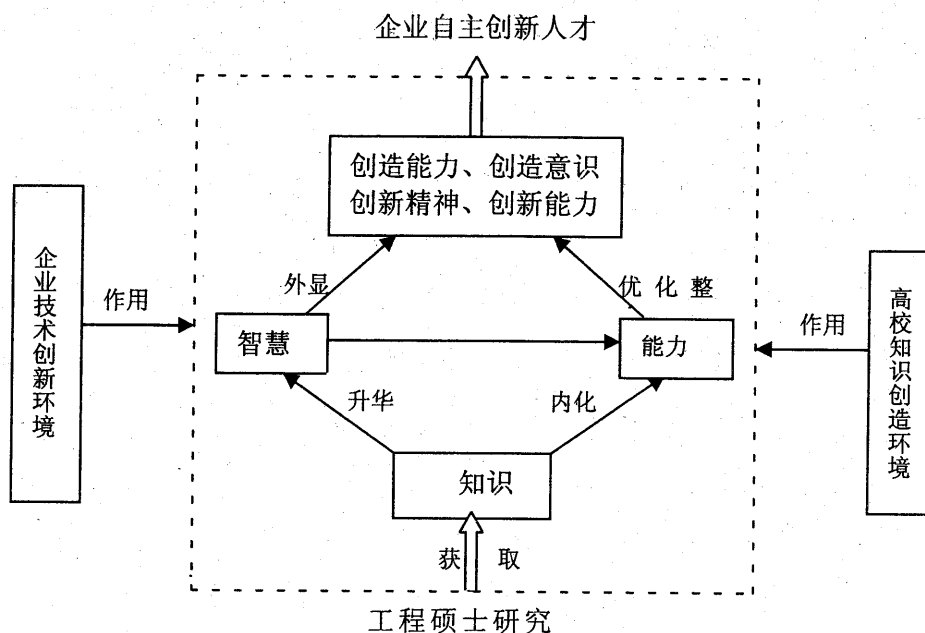 企业自主创新人才
创造能力、创造意识
创新精神、创新能力
企业技术创新环境
作用
外显
优化整
高校知识创造环境
作用
智慧
能力
升华
内化
知识
获取
工程硕士研究